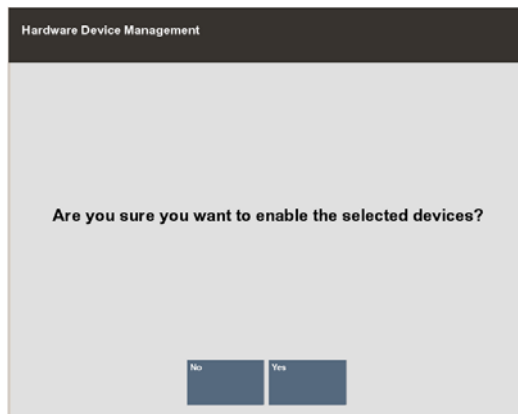 Hardware Device Management
Are you sure you want to enable the selected devices?
No Yes